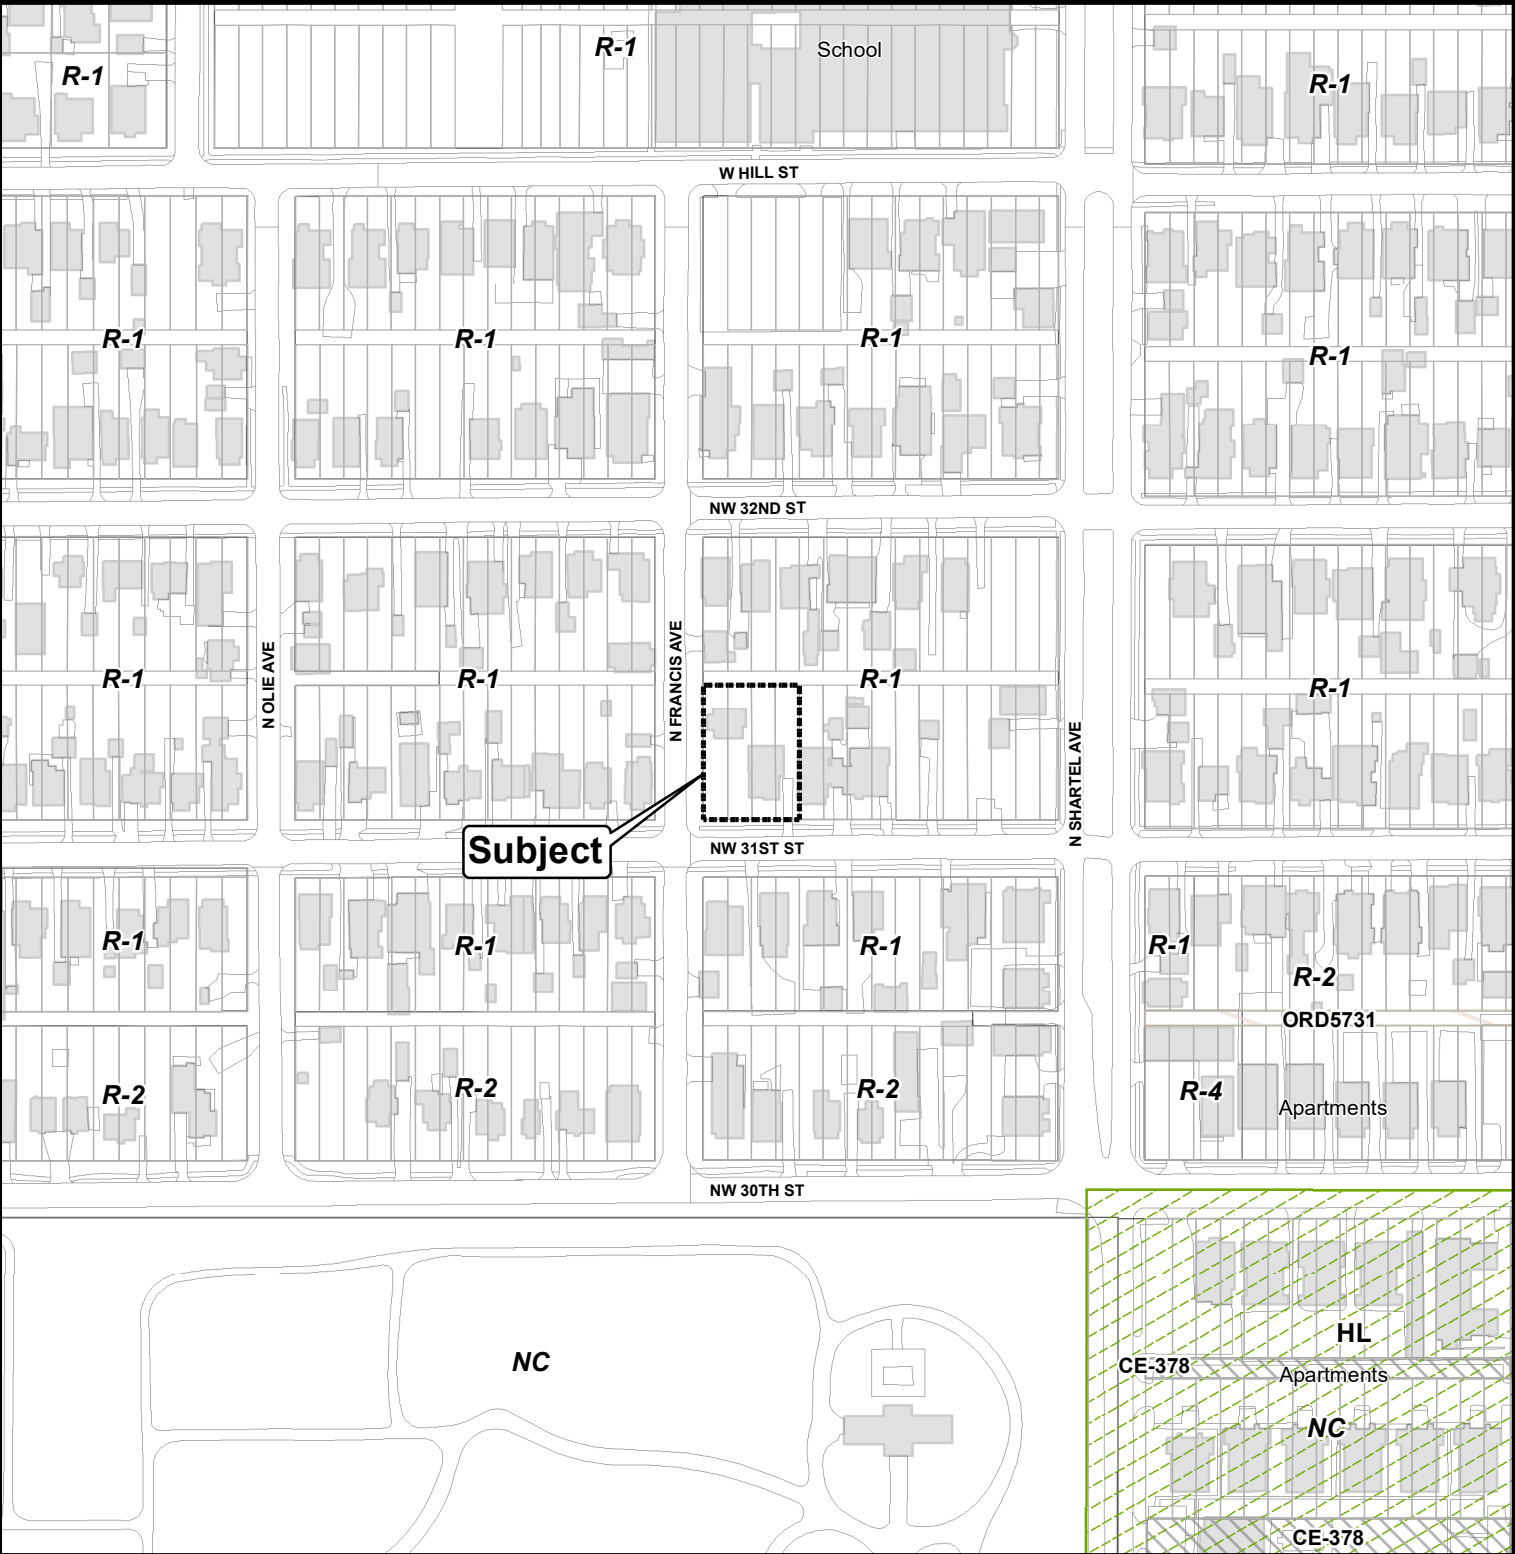 R-1
School
R-1
R-1
W HILL ST
R-1
R-1
R-1
R-1
NW 32ND ST
N OLIE AVE
N FRANCIS AVE
N SHARTEL AVE
R-1
R-1
R-1
R-1
Subject
NW 31ST ST
R-1
R-1
R-1
R-1
R-2
ORD5731
R-2
R-2
R-2
R-4
Apartments
NW 30TH ST
HL
NC
CE-378
Apartments
NC
CE-378